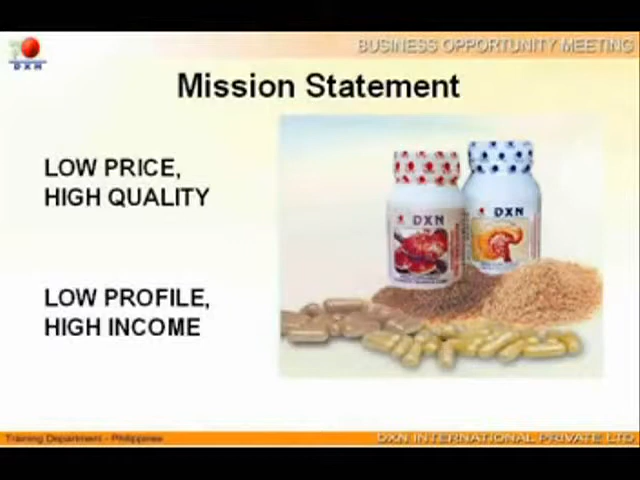 DXN
BUSINESS OPPORTUNITY MEETING
Mission Statement
LOW PRICE,
HIGH QUALITY
LOW PROFILE,
HIGH INCOME
DXN
DXN
Training Department - Philippine
DXN INTERNATIONAL PRIVATE LTD.